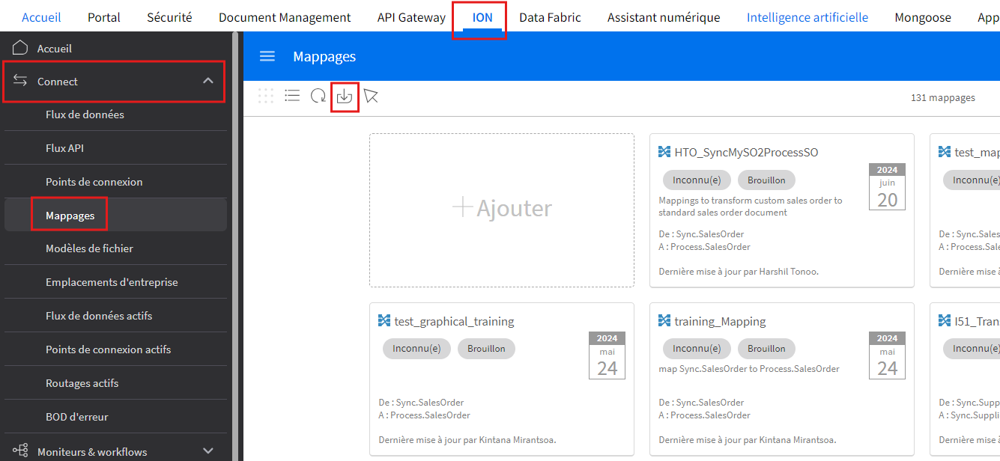 Accueil Portal Sécurité Document Management API Gateway ION Data Fabric Assistant numérique Intelligence artificielle Mongoose App
Accueil
Connect
Flux de données
Flux API
Points de connexion
Mappages
Modèles de fichier
Emplacements d'entreprise
Flux de données actifs
Points de connexion actifs
Routages actifs
BOD d'erreur
Moniteurs & workflows
Mappages
131 mappages
Ajouter
HTO_SyncMySO2ProcessSO
Inconnu(e) Brouillon
2024
juin
20
Mappings to transform custom sales order to
standard sales order document
De : Sync.SalesOrder
A : Process.SalesOrder
Dernière mise à jour par Harshil Tonoo.
test_map
Inconnu(e)
De : Sync.Sales
A : Process.Sale
Dernière mise à
test_graphical_training
Inconnu(e) Brouillon
2024
mai
24
De : Sync.SalesOrder
A : Process.SalesOrder
Dernière mise à jour par Kintana Mirantsoa.
training_Mapping
Inconnu(e) Brouillon
2024
mai
24
map Sync.SalesOrder to Process.SalesOrder
De : Sync.SalesOrder
A : Process.SalesOrder
Dernière mise à jour par Kintana Mirantsoa.
I51_Tran
Inconnu(e)
De : Sync.Supp
A : Sync.Suppli
Dernière mise à